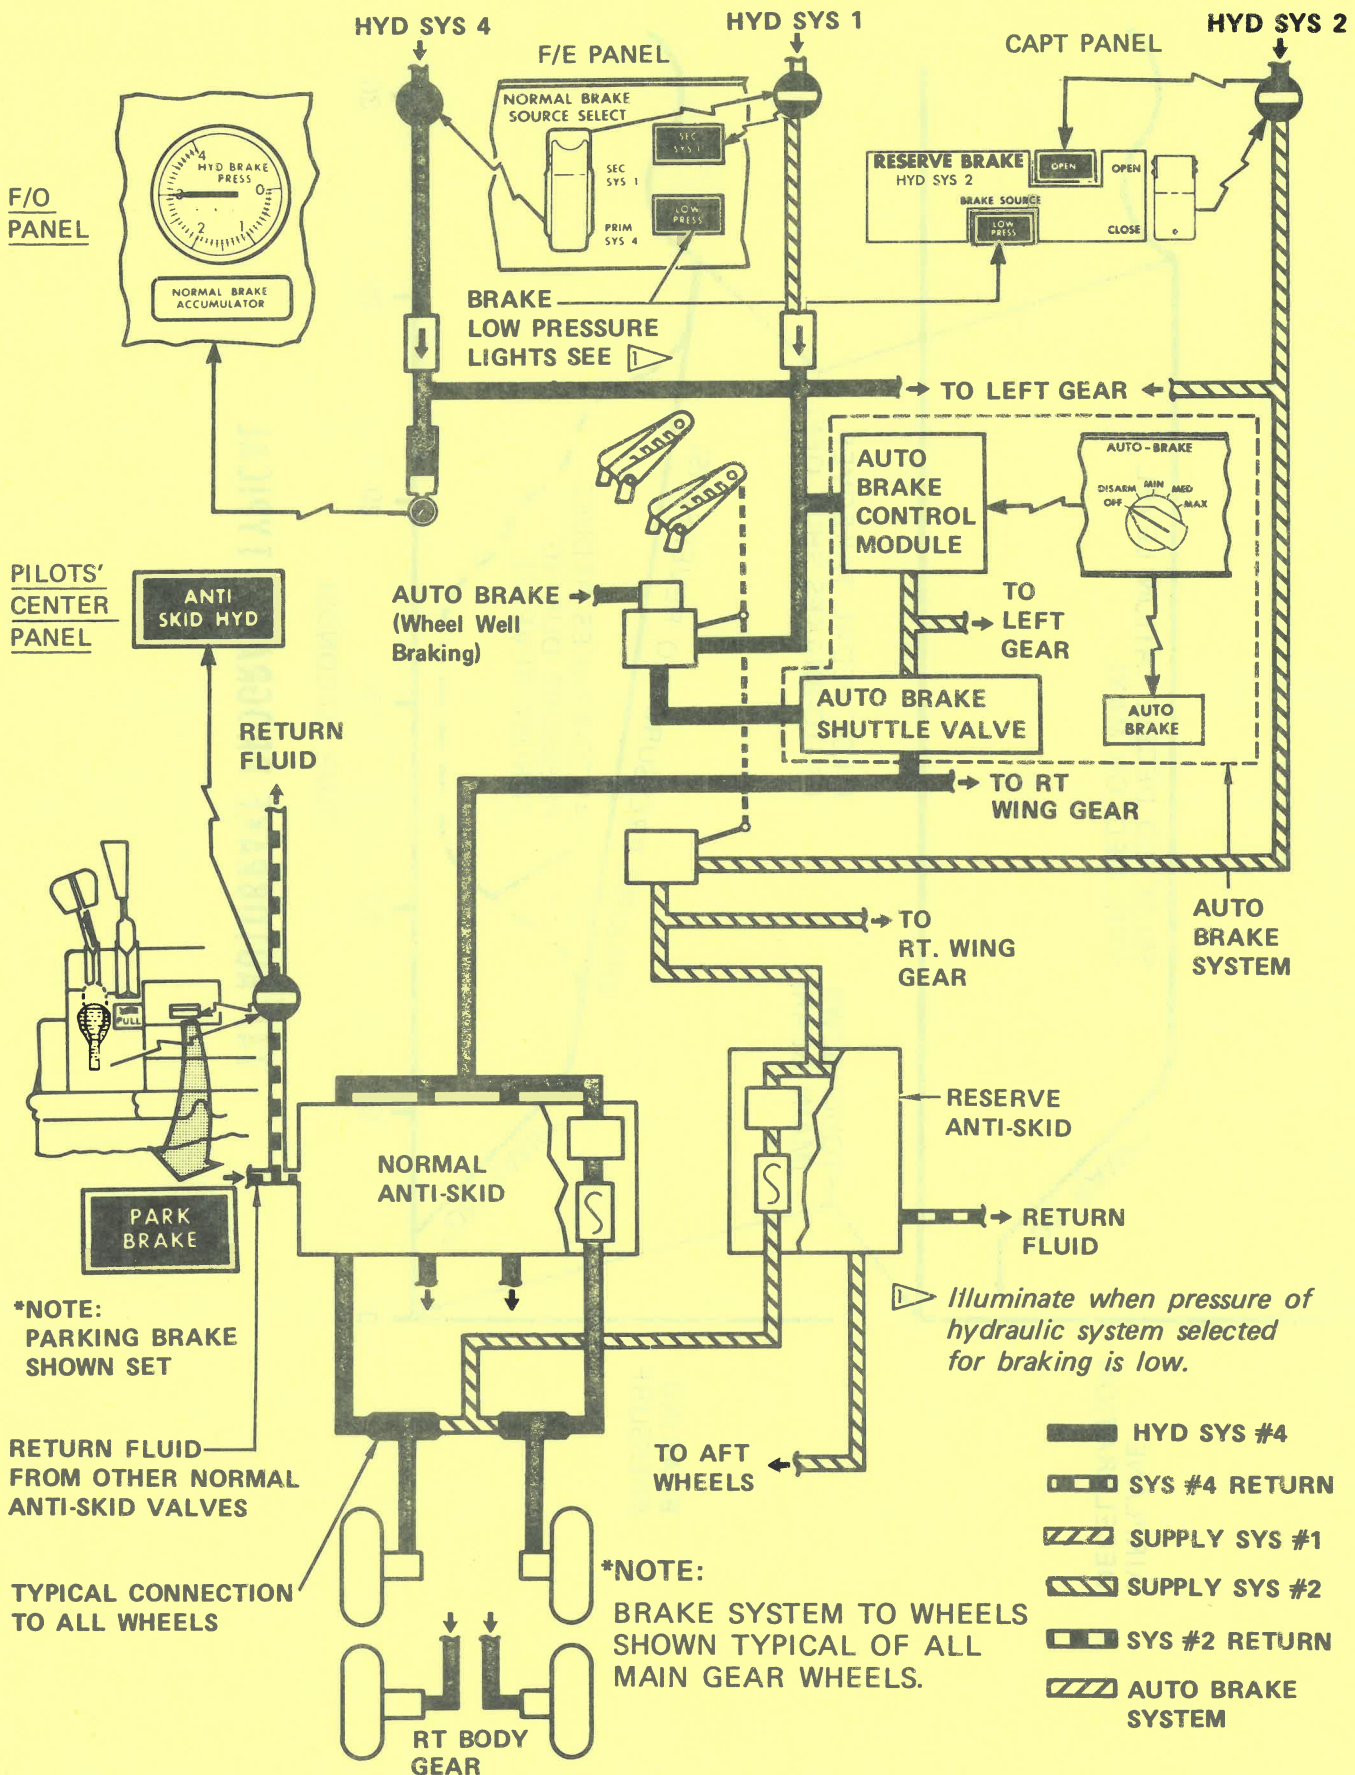 HYD SYS 4
HYD SYS 1
HYD SYS 2
F/E PANEL
CAPT PANEL
NORMAL BRAKE
SOURCE SELECT
SEC
SYS 1
SEC
SYS 1
LOW
PRESS
PRIM
SYS 4
RESERVE BRAKE
HYD SYS 2
OPEN
OPEN
BRAKE SOURCE
LOW
PRESS
CLOSE
F/O
PANEL
4
HYD BRAKE
PRESS
3
0
2
1
NORMAL BRAKE
ACCUMULATOR
BRAKE
LOW PRESSURE
LIGHTS SEE 1
TO LEFT GEAR
AUTO
BRAKE
CONTROL
MODULE
AUTO-BRAKE
DISARM
MIN
MED
OFF
MAX
PILOTS'
CENTER
PANEL
ANTI
SKID HYD
AUTO BRAKE
(Wheel Well
Braking)
TO
LEFT
GEAR
AUTO BRAKE
SHUTTLE VALVE
AUTO
BRAKE
RETURN
FLUID
TO RT
WING GEAR
TO
RT. WING
GEAR
AUTO
BRAKE
SYSTEM
PULL
RESERVE
ANTI-SKID
NORMAL
ANTI-SKID
PARK
BRAKE
RETURN
FLUID
*NOTE:
PARKING BRAKE
SHOWN SET
1 Illuminate when pressure of
hydraulic system selected
for braking is low.
RETURN FLUID
FROM OTHER NORMAL
ANTI-SKID VALVES
TO AFT
WHEELS
HYD SYS #4
SYS #4 RETURN
SUPPLY SYS #1
SUPPLY SYS #2
SYS #2 RETURN
AUTO BRAKE
SYSTEM
TYPICAL CONNECTION
TO ALL WHEELS
*NOTE:
BRAKE SYSTEM TO WHEELS
SHOWN TYPICAL OF ALL
MAIN GEAR WHEELS.
RT BODY
GEAR